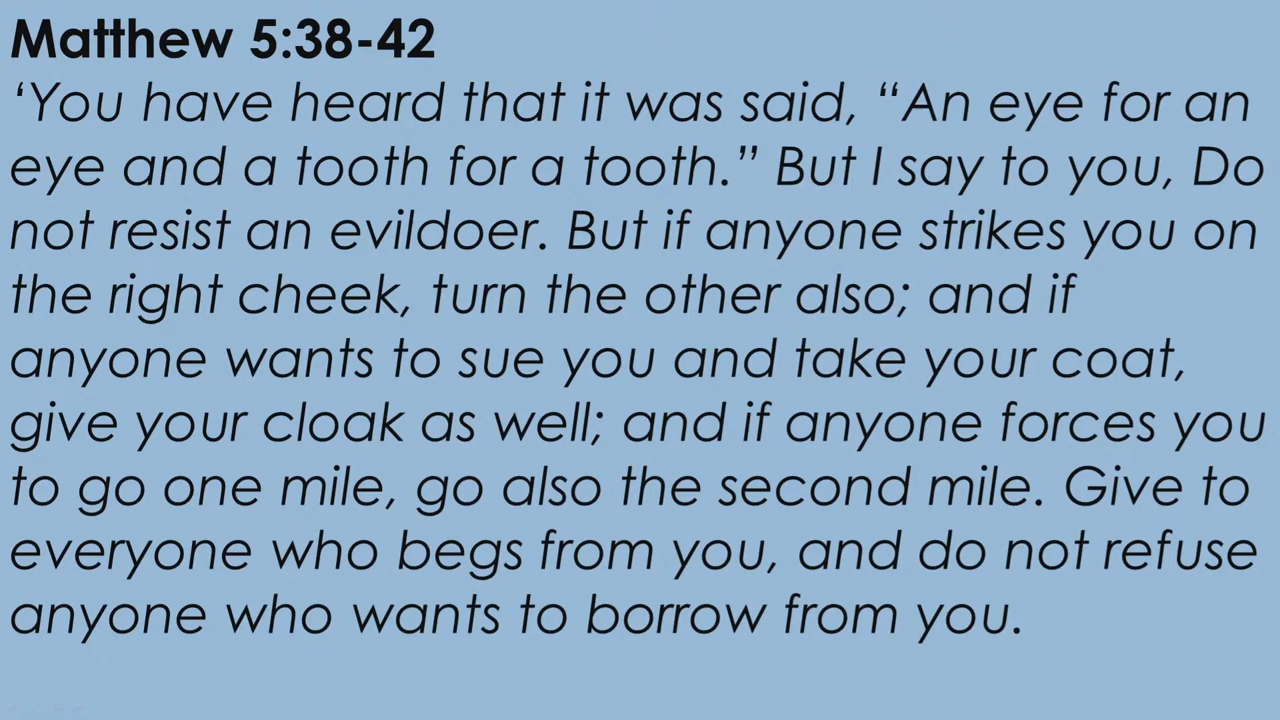 Matthew 5:38-42
‘You have heard that it was said, “An eye for an
eye and a tooth for a tooth.” But I say to you, Do
not resist an evildoer. But if anyone strikes you on
the right cheek, turn the other also; and if
anyone wants to sue you and take your coat,
give your cloak as well; and if anyone forces you
to go one mile, go also the second mile. Give to
everyone who begs from you, and do not refuse
anyone who wants to borrow from you.